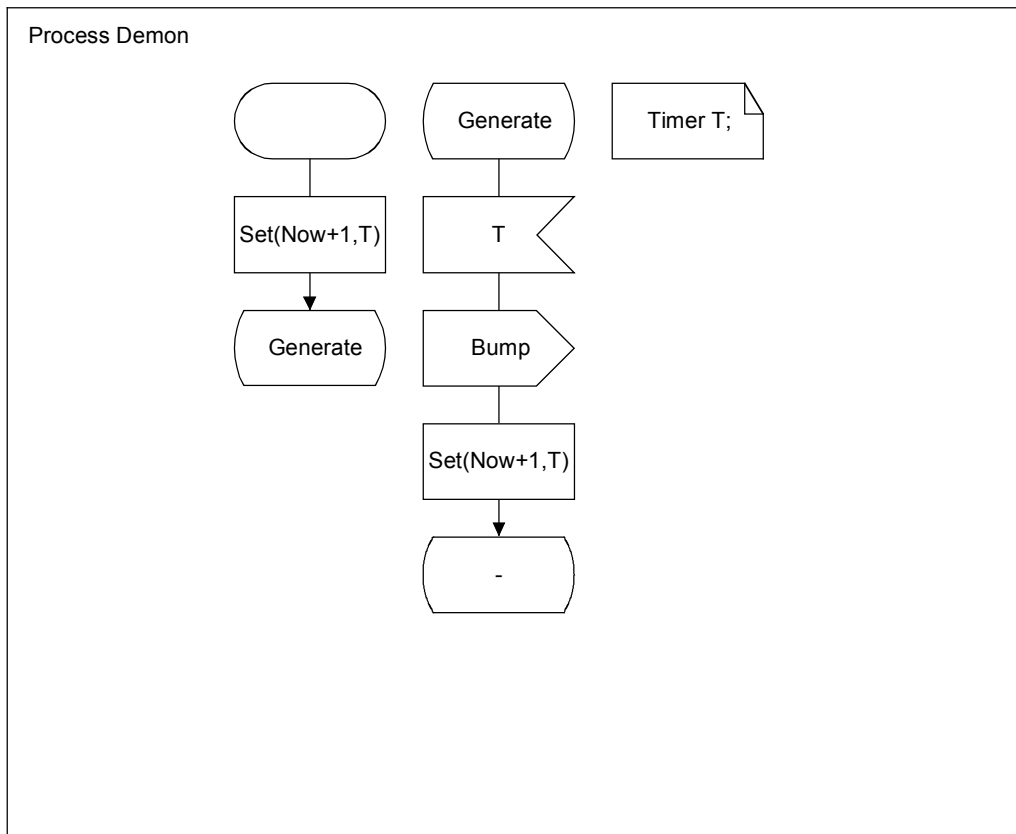 Process Demon
Generate
Timer T;
Set(Now+1,T)
T
Generate
Bump
Set(Now+1,T)
-